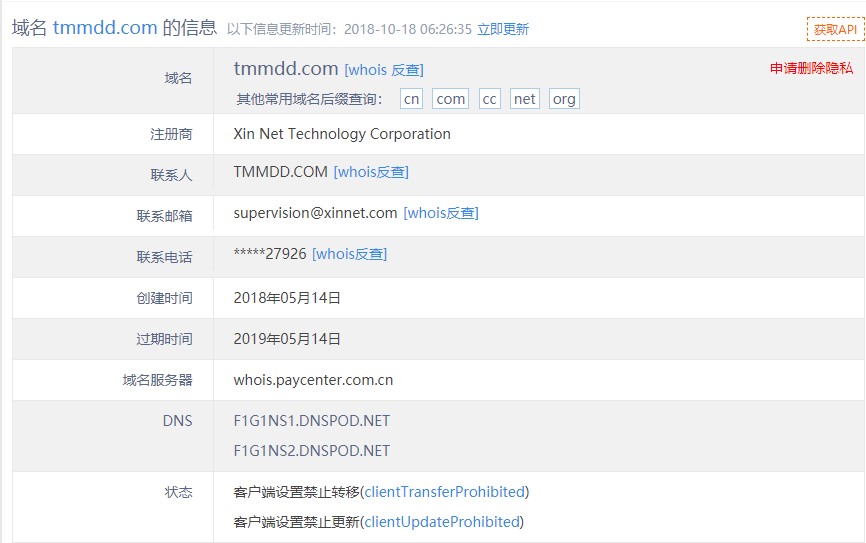 域名 tmmdd.com 的信息 以下信息更新时间：2018-10-18 06:26:35 立即更新 获取API
域名 tmmdd.com [whois 反查] 申请删除隐私
其他常用域名后缀查询： cn com cc net org
注册商 Xin Net Technology Corporation
联系人 TMMDD.COM [whois反查]
联系邮箱 supervision@xinnet.com [whois反查]
联系电话 *****27926 [whois反查]
创建时间 2018年05月14日
过期时间 2019年05月14日
域名服务器 whois.paycenter.com.cn
DNS F1G1NS1.DNSPOD.NET
F1G1NS2.DNSPOD.NET
状态 客户端设置禁止转移(clientTransferProhibited)
客户端设置禁止更新(clientUpdateProhibited)